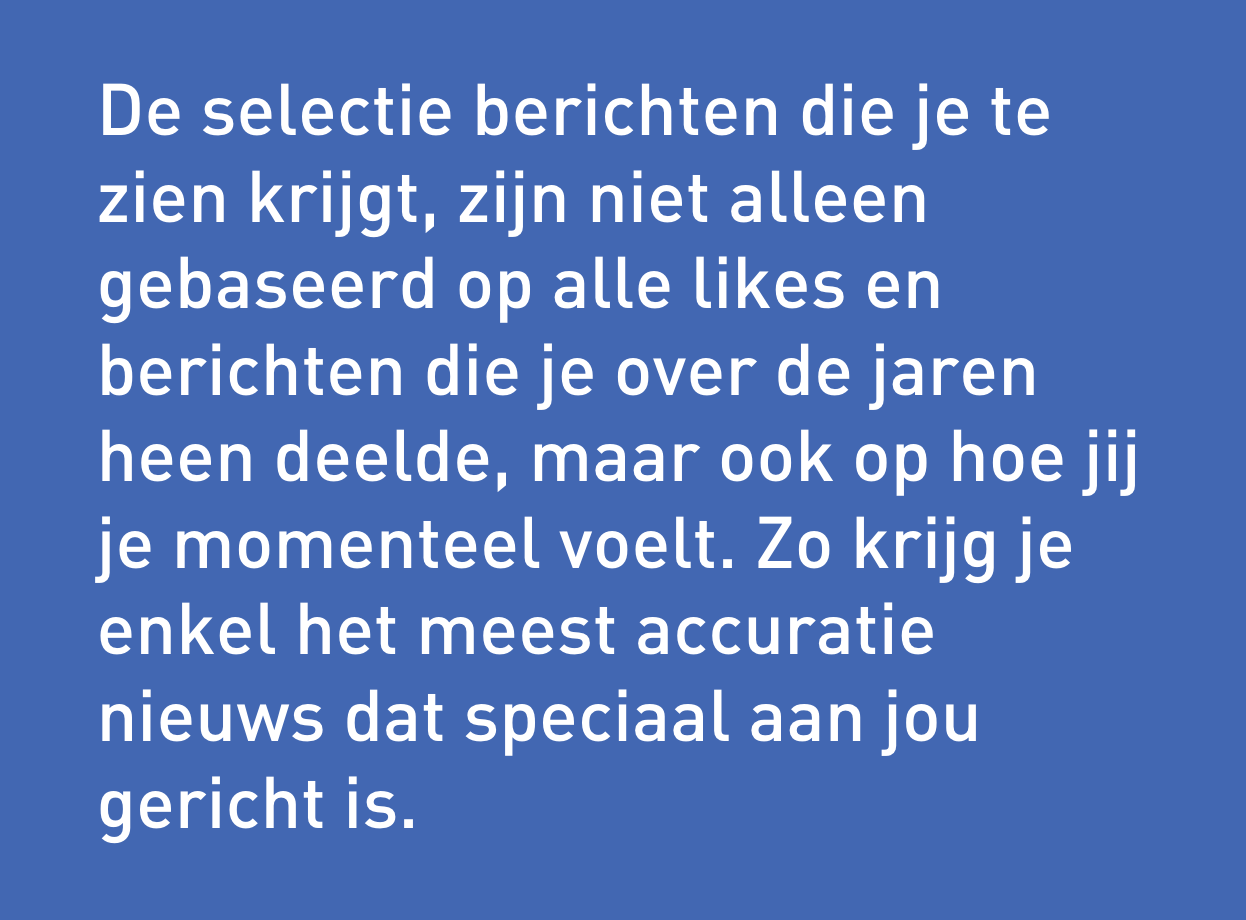 De selectie berichten die je te
zien krijgt, zijn niet alleen
gebaseerd op alle likes en
berichten die je over de jaren
heen deelde, maar ook op hoe jij
je momenteel voelt. Zo krijg je
enkel het meest accuratie
nieuws dat speciaal aan jou
gericht is.